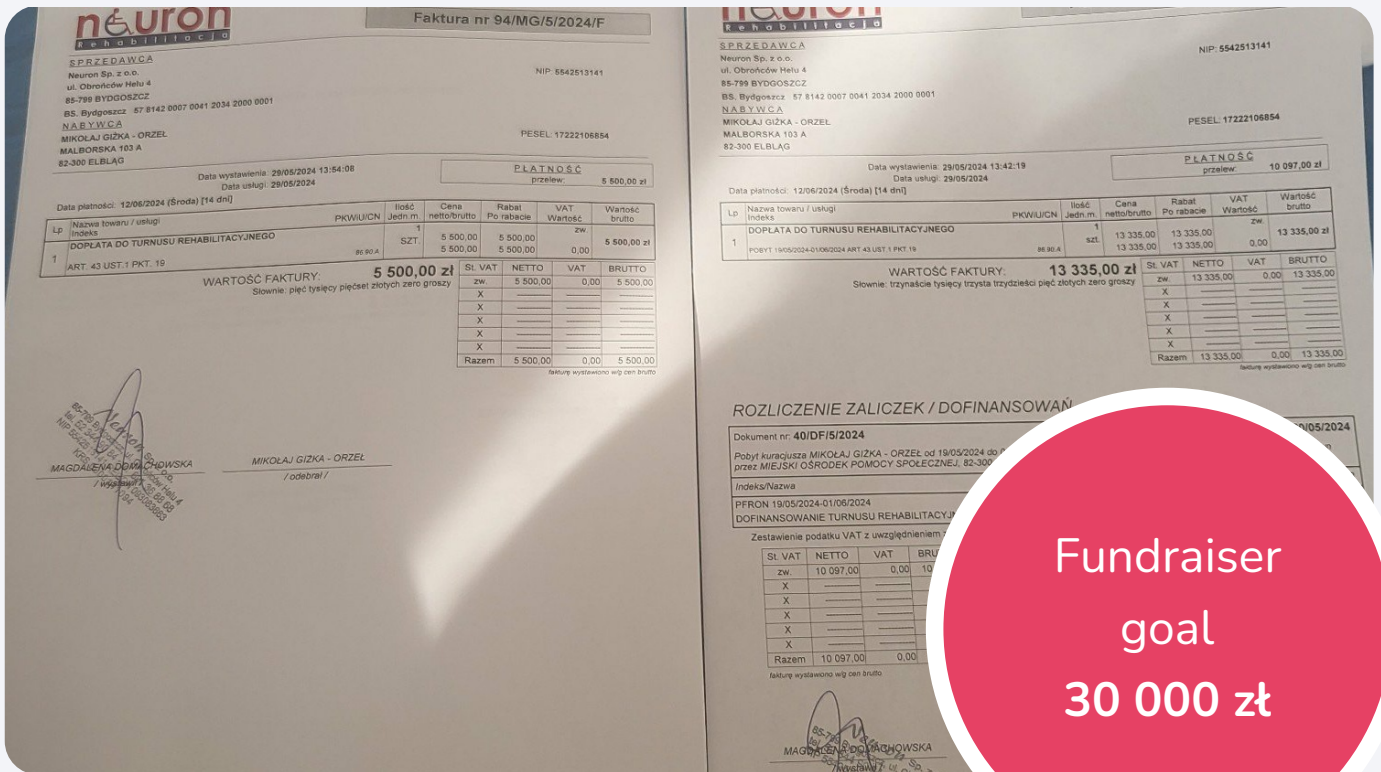 neuron
Rehabilitacja
Faktura nr 94/MG/5/2024/F
SPRZEDAWCA
Neuron Sp. z o.o.
NIP: 5542513141
ul. Obrońców Helu 4
85-799 BYDGOSZCZ
BS. Bydgoszcz 57 8142 0007 0041 2034 2000 0001
NABYWCA
MIKOŁAJ GIŻKA - ORZEŁ
PESEL: 17222106854
MALBORSKA 103 A
82-300 ELBLĄG
Data wystawienia: 29/05/2024 13:54:08
Data usługi: 29/05/2024
PŁATNOŚĆ
przelew: 5 500,00 zł
Data płatności: 12/06/2024 (Środa) [14 dni]
Lp Nazwa towaru / usługi Indeks PKWiU/CN Ilość Jedn.m. Cena netto/brutto Rabat Po rabacie VAT Wartość Wartość brutto
1 DOPŁATA DO TURNUSU REHABILITACYJNEGO 1 5 500,00 5 500,00 zw. 5 500,00 zł
ART. 43 UST.1 PKT. 19 86.90.A SZT. 5 500,00 5 500,00 0,00
WARTOŚĆ FAKTURY: 5 500,00 zł
Słownie: pięć tysięcy pięćset złotych zero groszy
St. VAT NETTO VAT BRUTTO
zw. 5 500,00 0,00 5 500,00
X
X
X
X
X
Razem 5 500,00 0,00 5 500,00
fakturę wystawiono w/g cen brutto
MAGDALENA DOMACHOWSKA
/ wystawił /
MIKOŁAJ GIŻKA - ORZEŁ
/ odebrał /
neuron
Rehabilitacja
SPRZEDAWCA
Neuron Sp. z o.o.
NIP: 5542513141
ul. Obrońców Helu 4
85-799 BYDGOSZCZ
BS. Bydgoszcz 57 8142 0007 0041 2034 2000 0001
NABYWCA
MIKOŁAJ GIŻKA - ORZEŁ
PESEL: 17222106854
MALBORSKA 103 A
82-300 ELBLĄG
Data wystawienia: 29/05/2024 13:42:19
Data usługi: 29/05/2024
PŁATNOŚĆ
przelew: 10 097,00 zł
Data płatności: 12/06/2024 (Środa) [14 dni]
Lp Nazwa towaru / usługi Indeks PKWiU/CN Ilość Jedn.m. Cena netto/brutto Rabat Po rabacie VAT Wartość Wartość brutto
1 DOPŁATA DO TURNUSU REHABILITACYJNEGO 1 13 335,00 13 335,00 zw. 13 335,00 zł
POBYT 19/05/2024-01/06/2024 ART 43 UST.1 PKT. 19 86.90.A szt. 13 335,00 13 335,00 0,00
WARTOŚĆ FAKTURY: 13 335,00 zł
Słownie: trzynaście tysięcy trzysta trzydzieści pięć złotych zero groszy
St. VAT NETTO VAT BRUTTO
zw. 13 335,00 0,00 13 335,00
X
X
X
X
X
Razem 13 335,00 0,00 13 335,00
fakturę wystawiono w/g cen brutto
ROZLICZENIE ZALICZEK / DOFINANSOWAŃ
Dokument nr: 40/DF/5/2024
/05/2024
Pobyt kuracjusza MIKOŁAJ GIŻKA - ORZEŁ od 19/05/2024 do
przez MIEJSKI OŚRODEK POMOCY SPOŁECZNEJ, 82-300
Indeks/Nazwa
PFRON 19/05/2024-01/06/2024
DOFINANSOWANIE TURNUSU
Zestawienie podatku VAT z uwzględnieniem
St. VAT NETTO VAT
zw. 10 097,00 0,00 10
X
X
X
X
X
Razem 10 097,00 0,00
fakturę wystawiono w/g cen brutto
MAGDALENA DOMACHOWSKA
Fundraiser
goal
30 000 zł